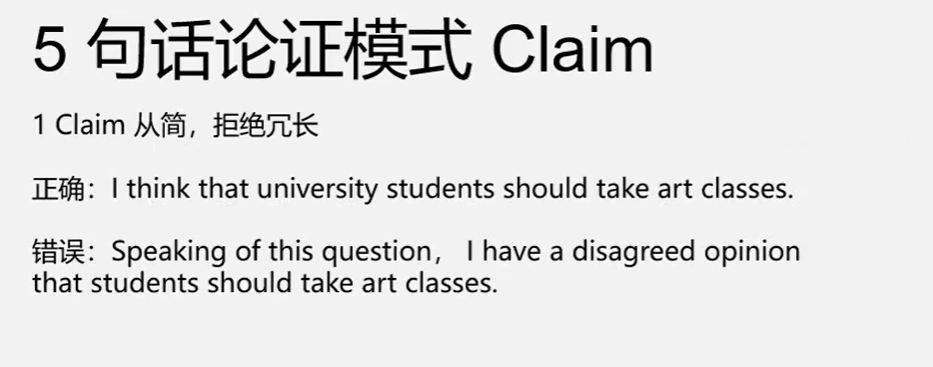 5 句话论证模式 Claim
1 Claim 从简，拒绝冗长
正确：I think that university students should take art classes.
错误：Speaking of this question， I have a disagreed opinion
that students should take art classes.